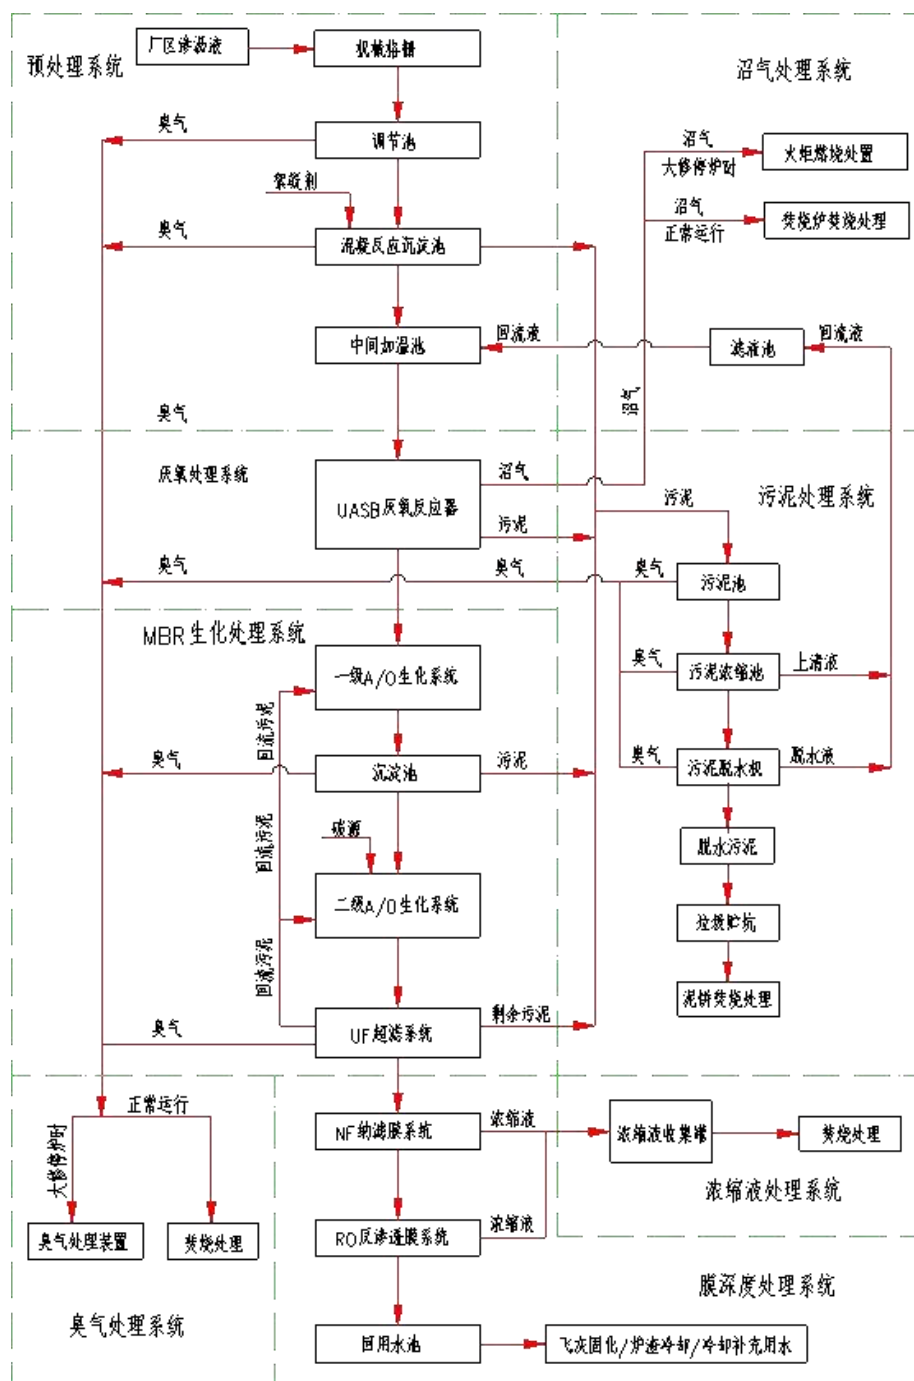 厂区渗沥液
机械格栅
预处理系统
沼气处理系统
臭气
调节池
沼气
大修停炉时
火炬燃烧处置
絮凝剂
臭气
混凝反应沉淀池
沼气
正常运行
焚烧炉焚烧处理
中间加温池
回流液
滤液池
回流液
沼气
臭气
厌氧处理系统
UASB厌氧反应器
沼气
污泥
污泥
污泥处理系统
臭气
臭气
臭气
污泥池
MBR生化处理系统
一级A/O生化系统
臭气
污泥浓缩池
上清液
回流污泥
臭气
沉淀池
污泥
臭气
污泥脱水机
脱水液
碳源
回流污泥
脱水污泥
二级A/O生化系统
垃圾贮坑
回流污泥
泥饼焚烧处理
臭气
UF超滤系统
剩余污泥
正常运行
大修停炉时
NF纳滤膜系统
浓缩液
浓缩液收集罐
焚烧处理
浓缩液处理系统
臭气处理装置
焚烧处理
RO反渗透膜系统
浓缩液
膜深度处理系统
臭气处理系统
回用水池
飞灰固化/炉渣冷却/冷却补充用水